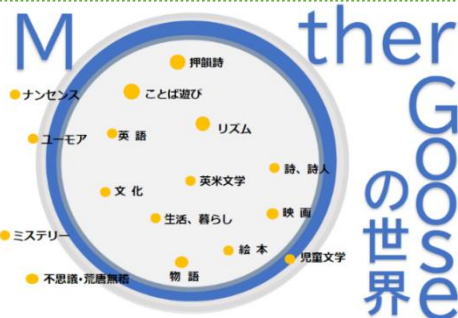 Mother
Goose
の世界
押韻詩
ナンセンス
ことば遊び
リズム
ユーモア
英 語
詩、詩人
英米文学
文 化
映 画
生活、暮らし
ミステリー
絵 本
児童文学
物 語
不思議・荒唐無稽